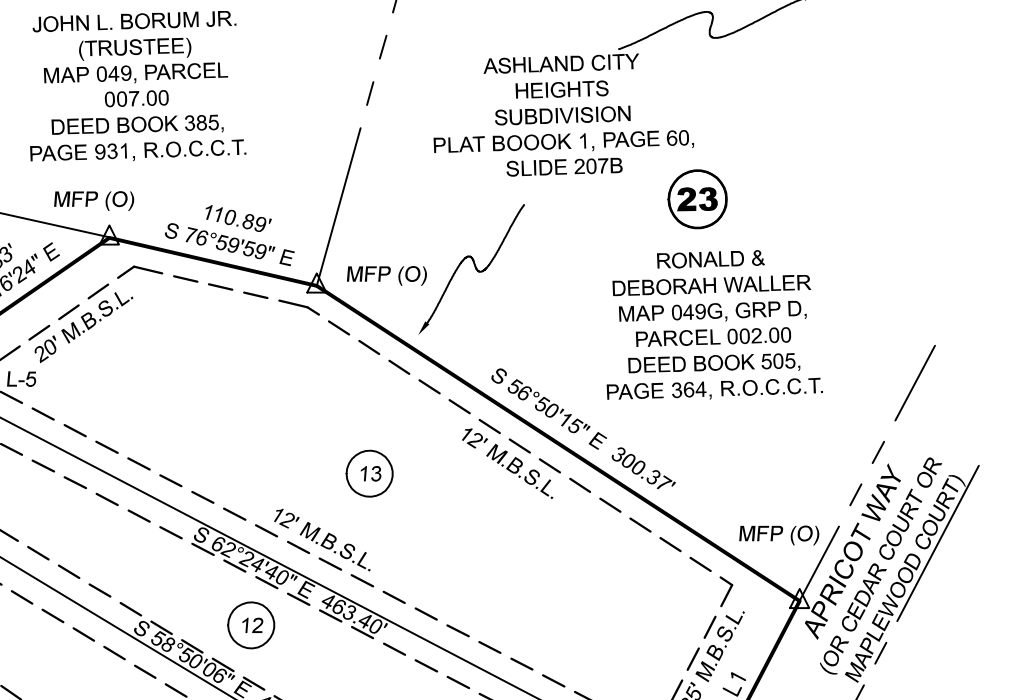 JOHN L. BORUM JR.
(TRUSTEE)
MAP 049, PARCEL
007.00
DEED BOOK 385,
PAGE 931, R.O.C.C.T.
ASHLAND CITY
HEIGHTS
SUBDIVISION
PLAT BOOOK 1, PAGE 60,
SLIDE 207B
23
RONALD &
DEBORAH WALLER
MAP 049G, GRP D,
PARCEL 002.00
DEED BOOK 505,
PAGE 364, R.O.C.C.T.
MFP (O)
110.89'
S 76°59'59" E
MFP (O)
6'24" E
20' M.B.S.L.
L-5
S 56°50'15" E 300.37'
12' M.B.S.L.
13
12' M.B.S.L.
S 62°24'40" E 463.40'
12
S 58°50'06" E
MFP (O)
APRICOT WAY
(OR CEDAR COURT OR
MAPLEWOOD COURT)
M.B.S.L.
L1